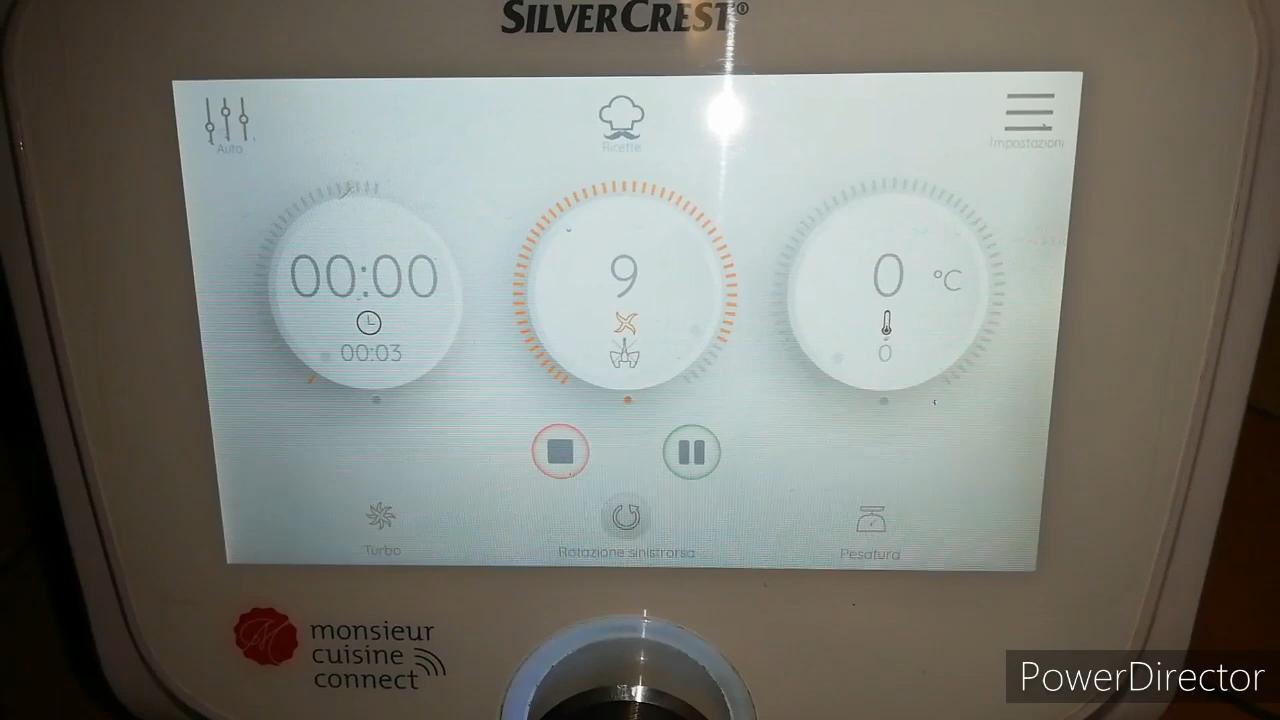 SILVERCREST®
Auto
Ricette
Impostazioni
00:00
00:03
9
0 °C
0
Turbo
Rotazione sinistrorsa
Pesatura
monsieur
cuisine
connect
PowerDirector